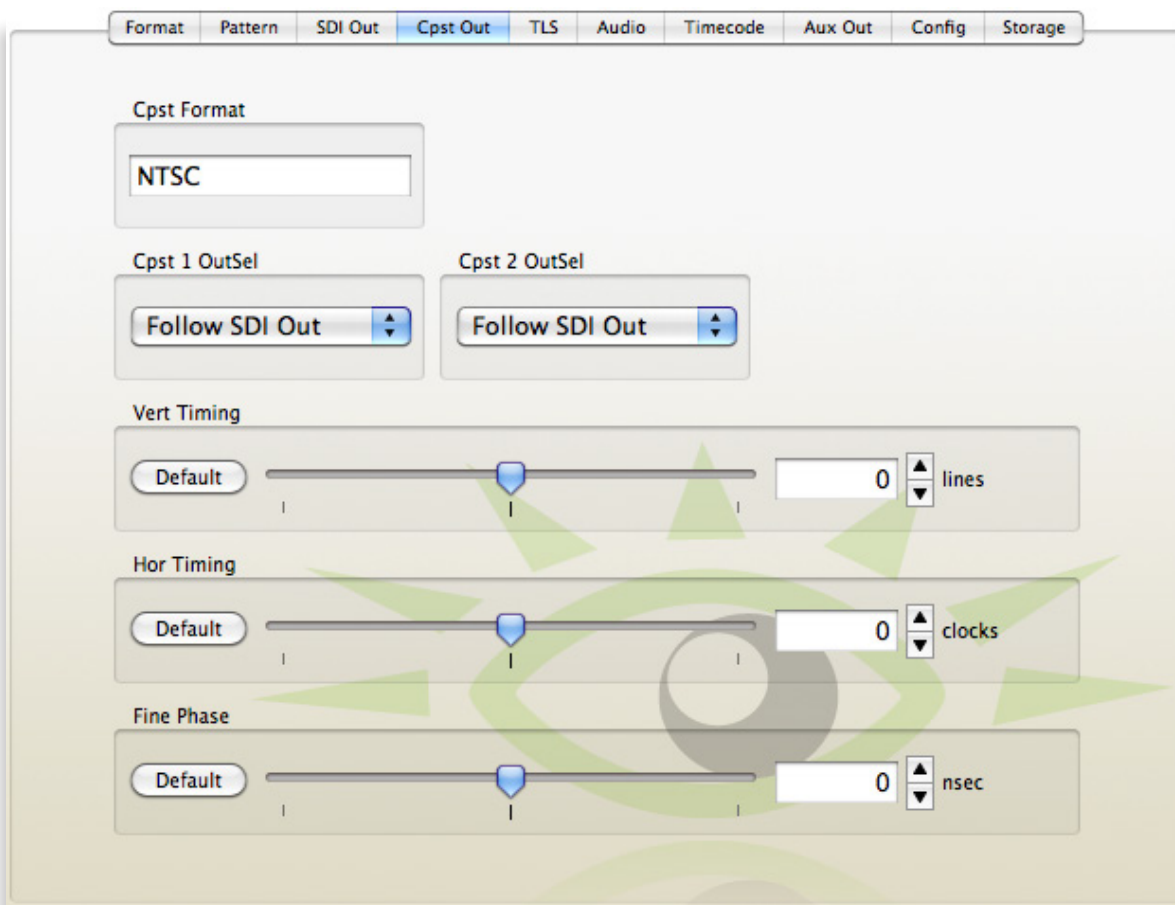 Format Pattern SDI Out Cpst Out TLS Audio Timecode Aux Out Config Storage
Cpst Format
NTSC
Cpst 1 OutSel Cpst 2 OutSel
Follow SDI Out Follow SDI Out
Vert Timing
Default 0 lines
Hor Timing
Default 0 clocks
Fine Phase
Default 0 nsec